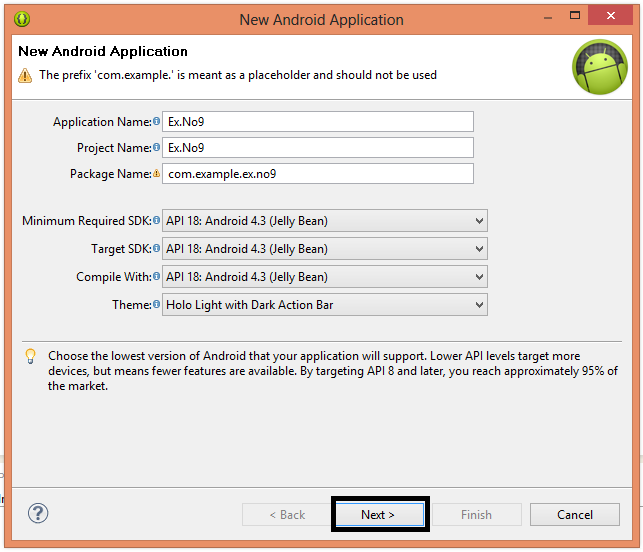 New Android Application
New Android Application
The prefix 'com.example.' is meant as a placeholder and should not be used
Application Name: Ex.No9
Project Name: Ex.No9
Package Name: com.example.ex.no9
Minimum Required SDK: API 18: Android 4.3 (Jelly Bean)
Target SDK: API 18: Android 4.3 (Jelly Bean)
Compile With: API 18: Android 4.3 (Jelly Bean)
Theme: Holo Light with Dark Action Bar
Choose the lowest version of Android that your application will support. Lower API levels target more
devices, but means fewer features are available. By targeting API 8 and later, you reach approximately 95% of
the market.
? < Back Next > Finish Cancel